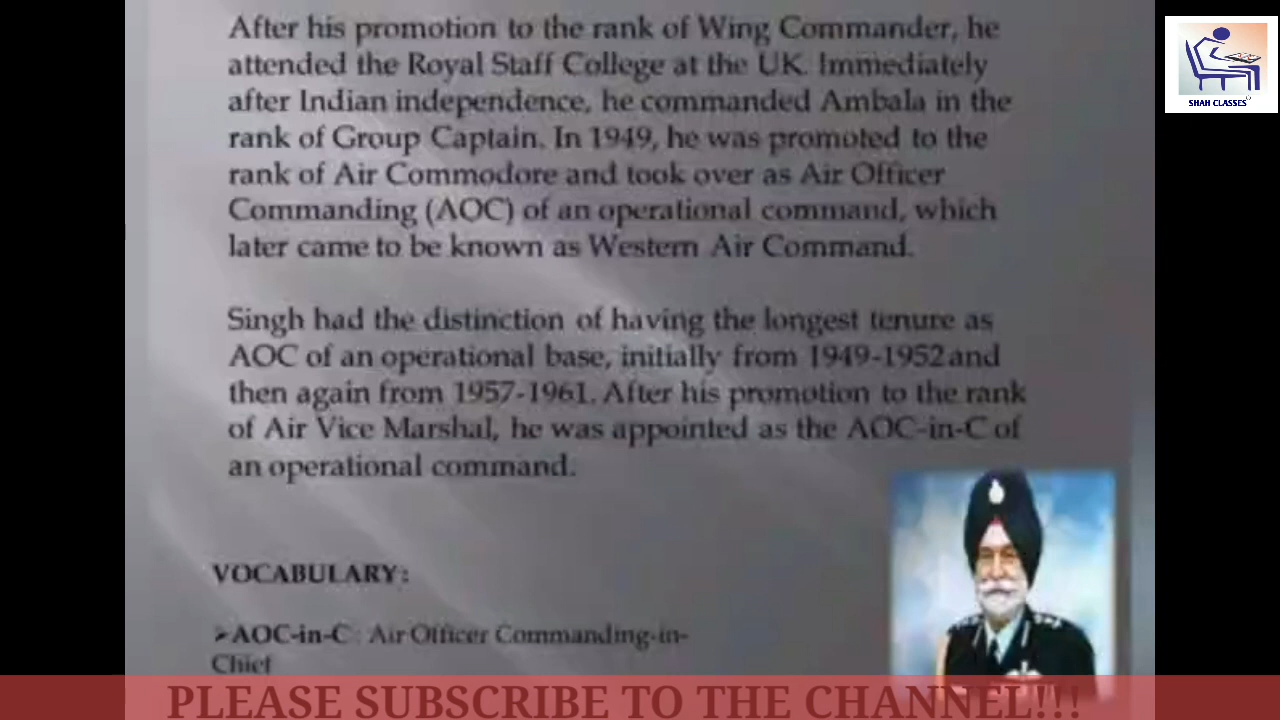 After his promotion to the rank of Wing Commander, he
attended the Royal Staff College at the UK. Immediately
after Indian independence, he commanded Ambala in the
rank of Group Captain. In 1949, he was promoted to the
rank of Air Commodore and took over as Air Officer
Commanding (AOC) of an operational command, which
later came to be known as Western Air Command.
Singh had the distinction of having the longest tenure as
AOC of an operational base, initially from 1949-1952and
then again from 1957-1961. After his promotion to the rank
of Air Vice Marshal, he was appointed as the AOC-in-C of
an operational command.
VOCABULARY:
➢AOC-in-C : Air Officer Commanding-in-
Chief
PLEASE SUBSCRIBE TO THE CHANNEL!!!
SHAH CLASSES